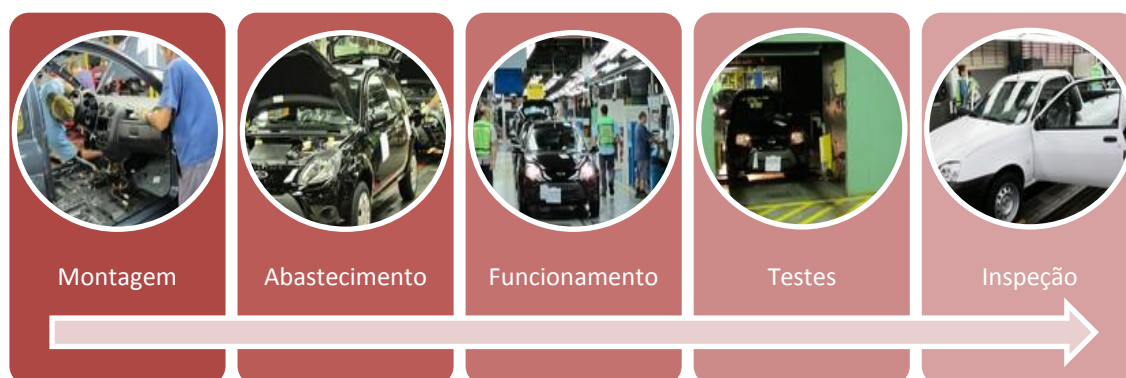 Montagem
Abastecimento
Funcionamento
Testes
Inspeção